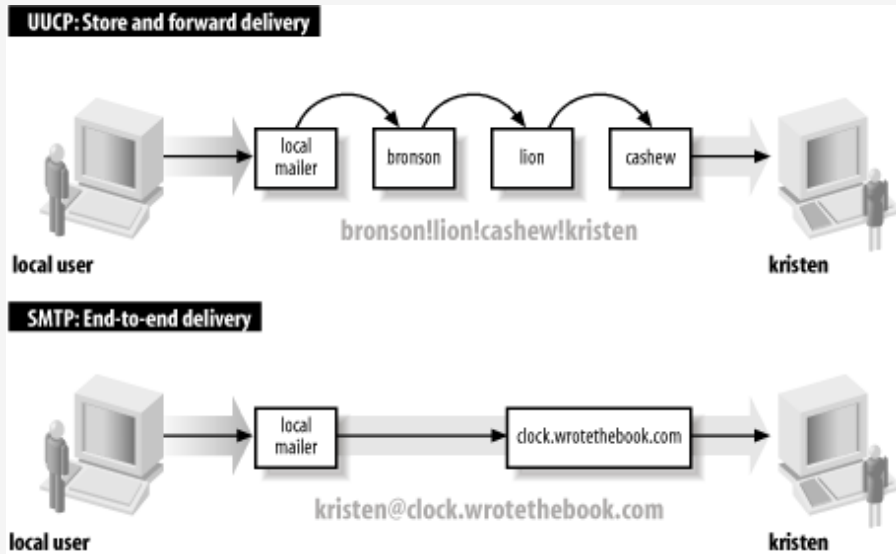 UUCP: Store and forward delivery
local
mailer
bronson
lion
cashew
bronson!lion!cashew!kristen
local user
kristen
SMTP: End-to-end delivery
local
mailer
clock.wrotethebook.com
kristen@clock.wrotethebook.com
local user
kristen